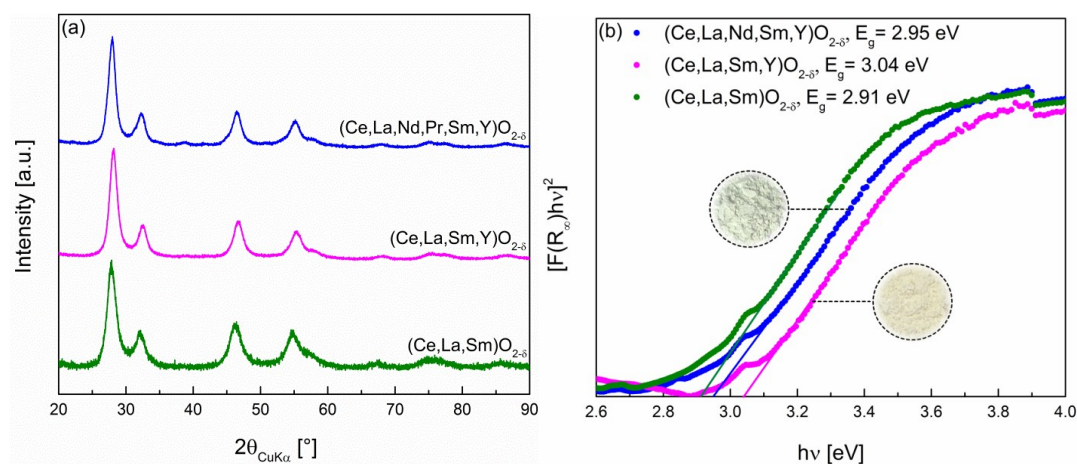 (a)
(Ce,La,Nd,Pr,Sm,Y)O2-δ
(Ce,La,Sm,Y)O2-δ
(Ce,La,Sm)O2-δ
Intensity [a.u.]
20 30 40 50 60 70 80 90
2θCuKα [°]
(b)
(Ce,La,Nd,Sm,Y)O2-δ, Eg= 2.95 eV
(Ce,La,Sm,Y)O2-δ, Eg= 3.04 eV
(Ce,La,Sm)O2-δ, Eg= 2.91 eV
[F(R∞)hν]²
2.6 2.8 3.0 3.2 3.4 3.6 3.8 4.0
hν [eV]